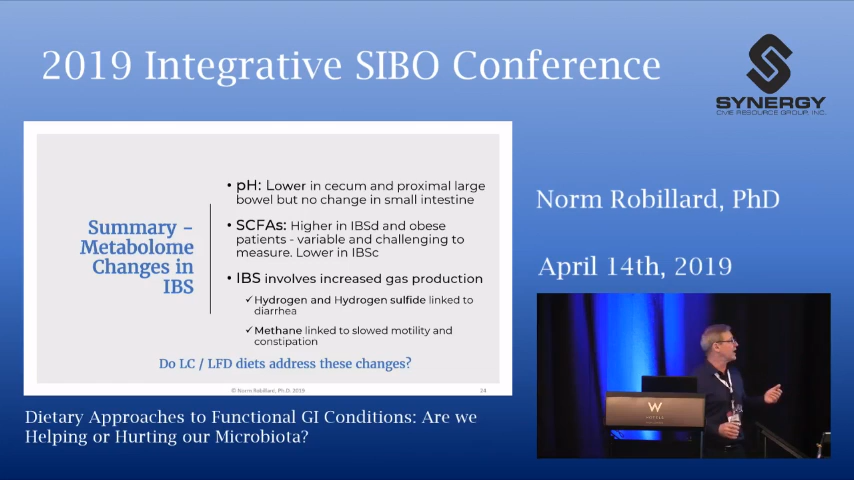 2019 Integrative SIBO Conference
SYNERGY
CME RESOURCE GROUP, INC.
Summary –
Metabolome
Changes in
IBS
• pH: Lower in cecum and proximal large
bowel but no change in small intestine
• SCFAs: Higher in IBSd and obese
patients - variable and challenging to
measure. Lower in IBSc
• IBS involves increased gas production
✓Hydrogen and Hydrogen sulfide linked to
diarrhea
✓Methane linked to slowed motility and
constipation
Do LC / LFD diets address these changes?
© Norm Robillard, Ph.D. 2019
24
Norm Robillard, PhD
April 14th, 2019
W
HOTELS
Dietary Approaches to Functional GI Conditions: Are we
Helping or Hurting our Microbiota?